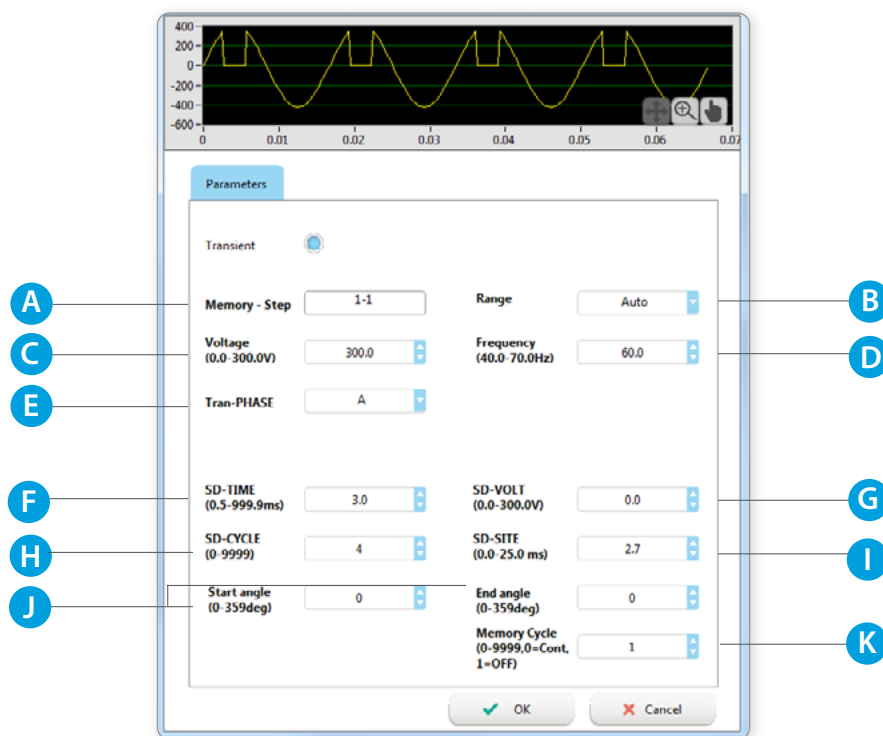 400
200
0
-200
-400
-600
0 0.01 0.02 0.03 0.04 0.05 0.06 0.07
Parameters
Transient
A Memory - Step 1-1 Range Auto B
C Voltage (0.0-300.0V) 300.0 Frequency (40.0-70.0Hz) 60.0 D
E Tran-PHASE A
F SD-TIME (0.5-999.9ms) 3.0 SD-VOLT (0.0-300.0V) 0.0 G
H SD-CYCLE (0-9999) 4 SD-SITE (0.0-25.0 ms) 2.7 I
J Start angle (0-359deg) 0 End angle (0-359deg) 0
Memory Cycle (0-9999,0=Cont, 1=OFF) 1 K
OK Cancel